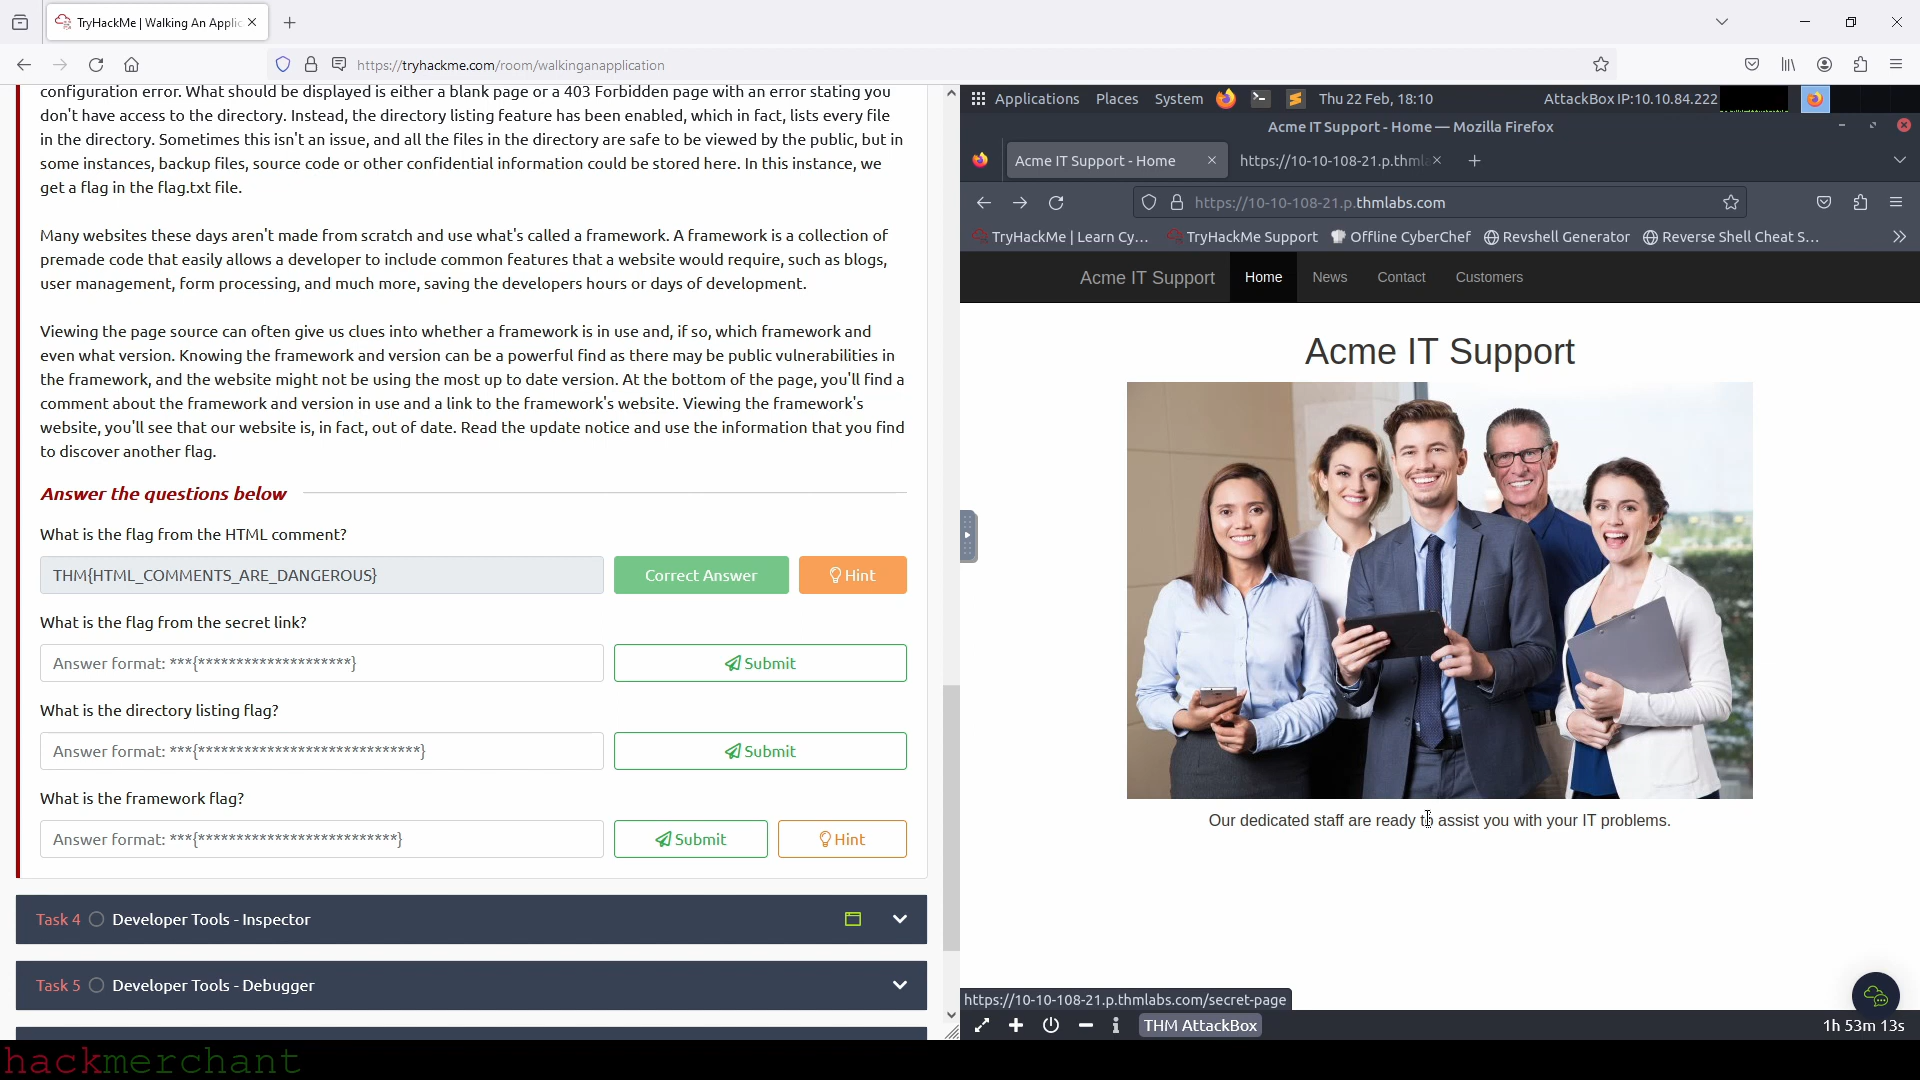 TryHackMe | Walking An Applic
https://tryhackme.com/room/walkinganapplication
configuration error. What should be displayed is either a blank page or a 403 Forbidden page with an error stating you
don't have access to the directory. Instead, the directory listing feature has been enabled, which in fact, lists every file
in the directory. Sometimes this isn't an issue, and all the files in the directory are safe to be viewed by the public, but in
some instances, backup files, source code or other confidential information could be stored here. In this instance, we
get a flag in the flag.txt file.
Many websites these days aren't made from scratch and use what's called a framework. A framework is a collection of
premade code that easily allows a developer to include common features that a website would require, such as blogs,
user management, form processing, and much more, saving the developers hours or days of development.
Viewing the page source can often give us clues into whether a framework is in use and, if so, which framework and
even what version. Knowing the framework and version can be a powerful find as there may be public vulnerabilities in
the framework, and the website might not be using the most up to date version. At the bottom of the page, you'll find a
comment about the framework and version in use and a link to the framework's website. Viewing the framework's
website, you'll see that our website is, in fact, out of date. Read the update notice and use the information that you find
to discover another flag.
Answer the questions below
What is the flag from the HTML comment?
THM{HTML_COMMENTS_ARE_DANGEROUS}
Correct Answer
Hint
What is the flag from the secret link?
Answer format: ***{********************}
Submit
What is the directory listing flag?
Answer format: ***{*****************************}
Submit
What is the framework flag?
Answer format: ***{**************************}
Submit
Hint
Task 4 Developer Tools - Inspector
Task 5 Developer Tools - Debugger
Applications Places System Thu 22 Feb, 18:10 AttackBox IP:10.10.84.222
Acme IT Support - Home — Mozilla Firefox
Acme IT Support - Home
https://10-10-108-21.p.thmla
https://10-10-108-21.p.thmlabs.com
TryHackMe | Learn Cy... TryHackMe Support Offline CyberChef Revshell Generator Reverse Shell Cheat S...
Acme IT Support Home News Contact Customers
Acme IT Support
Our dedicated staff are ready to assist you with your IT problems.
https://10-10-108-21.p.thmlabs.com/secret-page
THM AttackBox
1h 53m 13s
hackmerchant